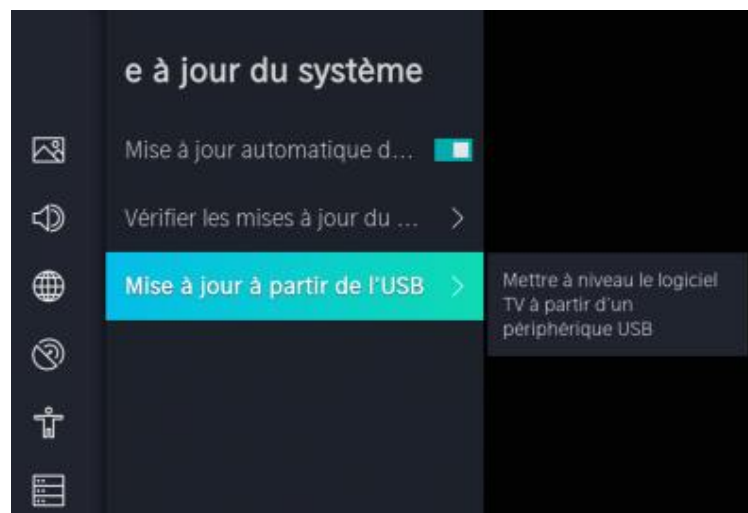 e à jour du système
Mise à jour automatique d...
Vérifier les mises à jour du ...
Mise à jour à partir de l'USB
Mettre à niveau le logiciel
TV à partir d'un
périphérique USB